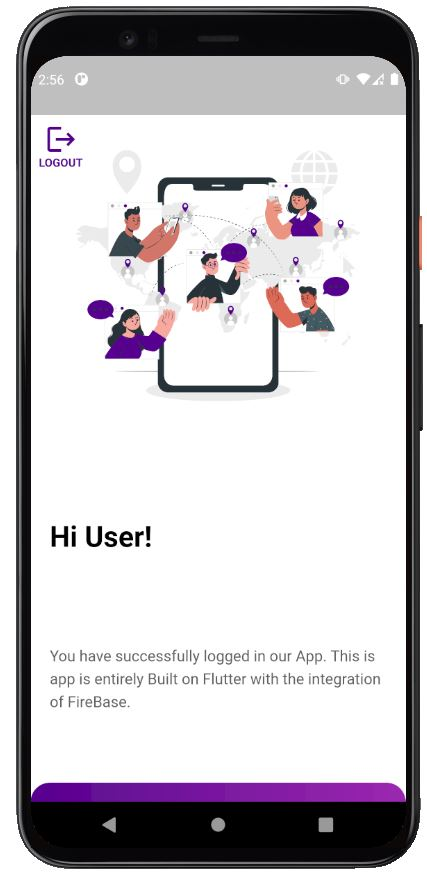 2:56
LOGOUT
Hi User!
You have successfully logged in our App. This is
app is entirely Built on Flutter with the integration
of FireBase.